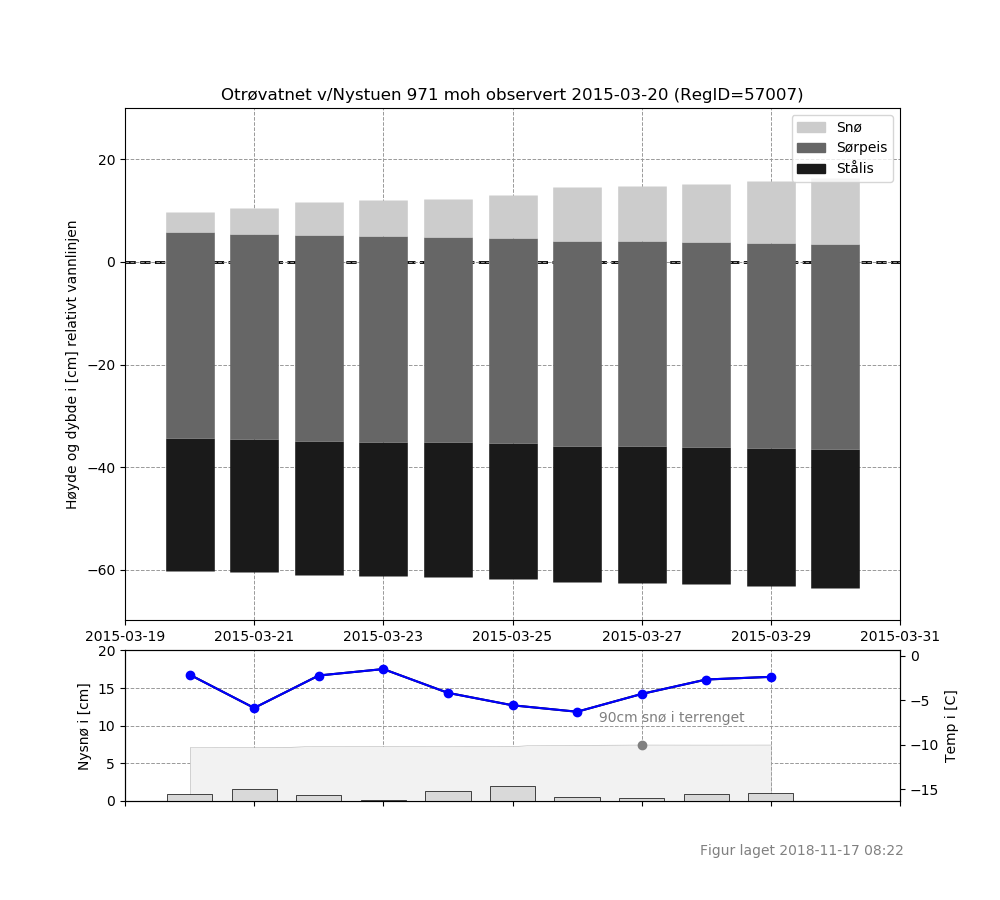 Otrøvatnet v/Nystuen 971 moh observert 2015-03-20 (RegID=57007)
Snø
Sørpeis
Stålis
20
0
−20
−40
−60
Høyde og dybde i [cm] relativt vannlinjen
2015-03-19 2015-03-21 2015-03-23 2015-03-25 2015-03-27 2015-03-29 2015-03-31
20
15
10
5
0
Nysnø i [cm]
90cm snø i terrenget
0
−5
−10
−15
Temp i [C]
Figur laget 2018-11-17 08:22